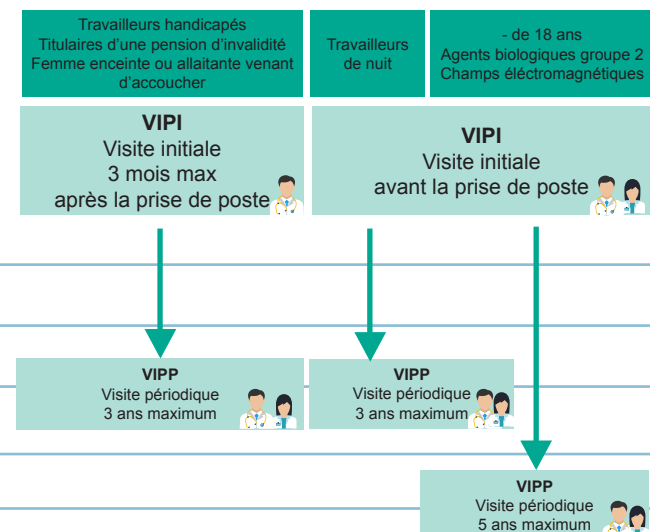 Travailleurs handicapés
Titulaires d'une pension d'invalidité
Femme enceinte ou allaitante venant
d'accoucher
Travailleurs
de nuit
- de 18 ans
Agents biologiques groupe 2
Champs éléctromagnétiques
VIPI
Visite initiale
3 mois max
après la prise de poste
VIPI
Visite initiale
avant la prise de poste
VIPP
Visite périodique
3 ans maximum
VIPP
Visite périodique
3 ans maximum
VIPP
Visite périodique
5 ans maximum